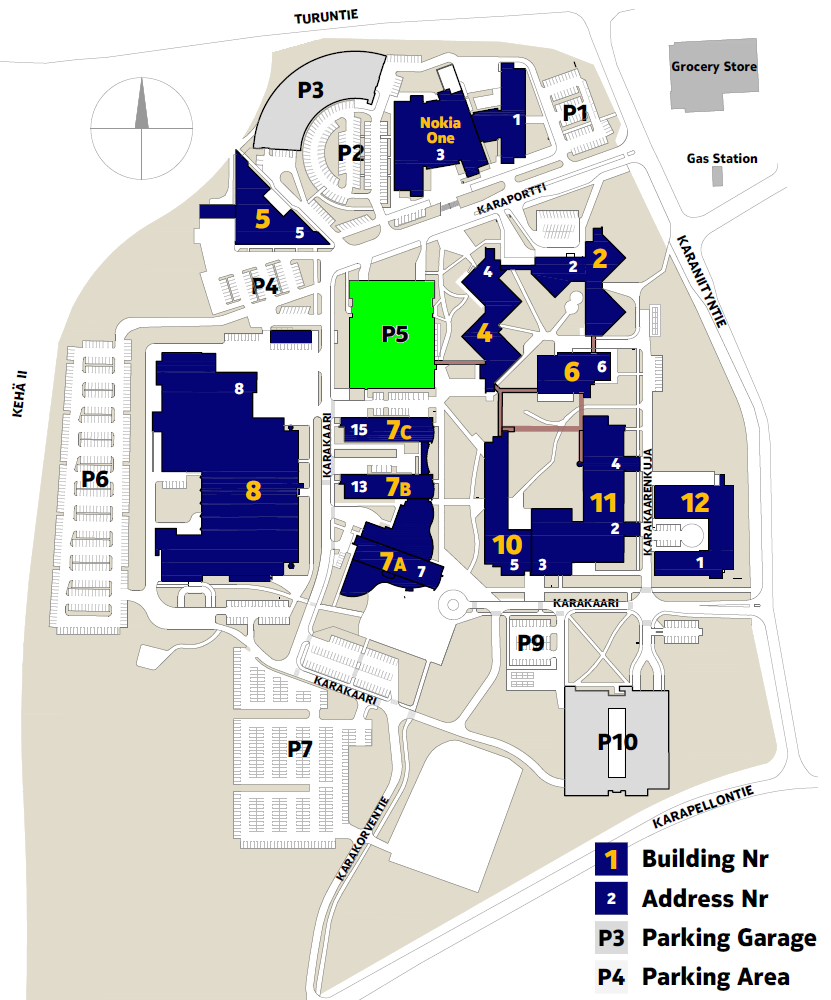 TURUNTIE
Grocery Store
P3
P1
1
Nokia
One
3
P2
Gas Station
KARAPORTTI
5
5
KARANIITYNTIE
2
2
4
P4
P5
4
6
6
KEHÄ II
8
KARAKAARI
15
7C
4
KARAKAARENKUJA
P6
8
13
7B
11
12
2
10
7A
7
5
3
1
KARAKAARI
P9
KARAKAARI
P7
P10
KARAKORVENTIE
KARAPELLONTIE
1 Building Nr
2 Address Nr
P3 Parking Garage
P4 Parking Area